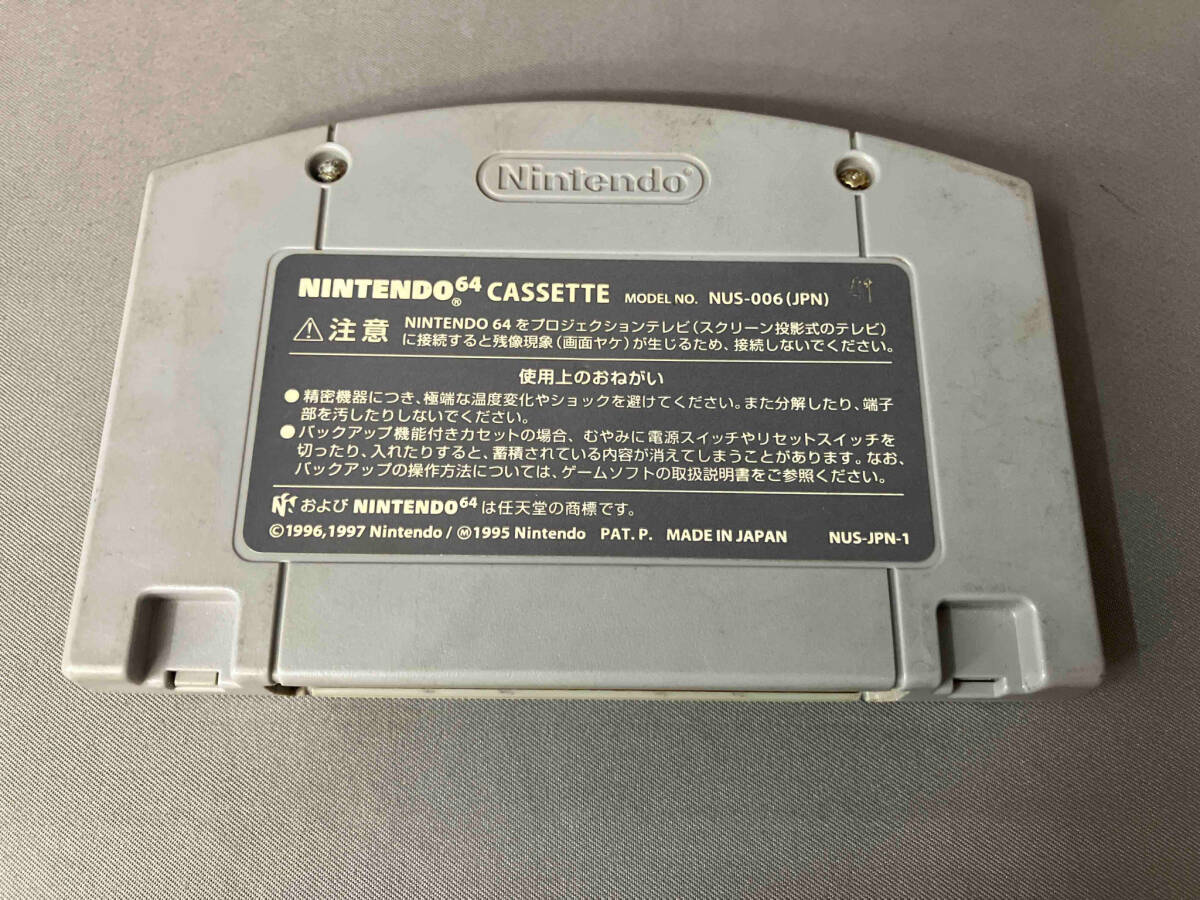 Nintendo®
NINTENDO64® CASSETTE MODEL NO. NUS-006(JPN)
⚠注意 NINTENDO 64をプロジェクションテレビ(スクリーン投影式のテレビ)
に接続すると残像現象(画面ヤケ)が生じるため、接続しないでください。
使用上のおねがい
●精密機器につき、極端な温度変化やショックを避けてください。また分解したり、端子
部を汚したりしないでください。
●バックアップ機能付きカセットの場合、むやみに電源スイッチやリセットスイッチを
切ったり、入れたりすると、蓄積されている内容が消えてしまうことがあります。なお、
バックアップの操作方法については、ゲームソフトの取扱説明書をご参照ください。
および NINTENDO64 は任天堂の商標です。
©1996,1997 Nintendo/Ⓜ1995 Nintendo PAT. P. MADE IN JAPAN NUS-JPN-1